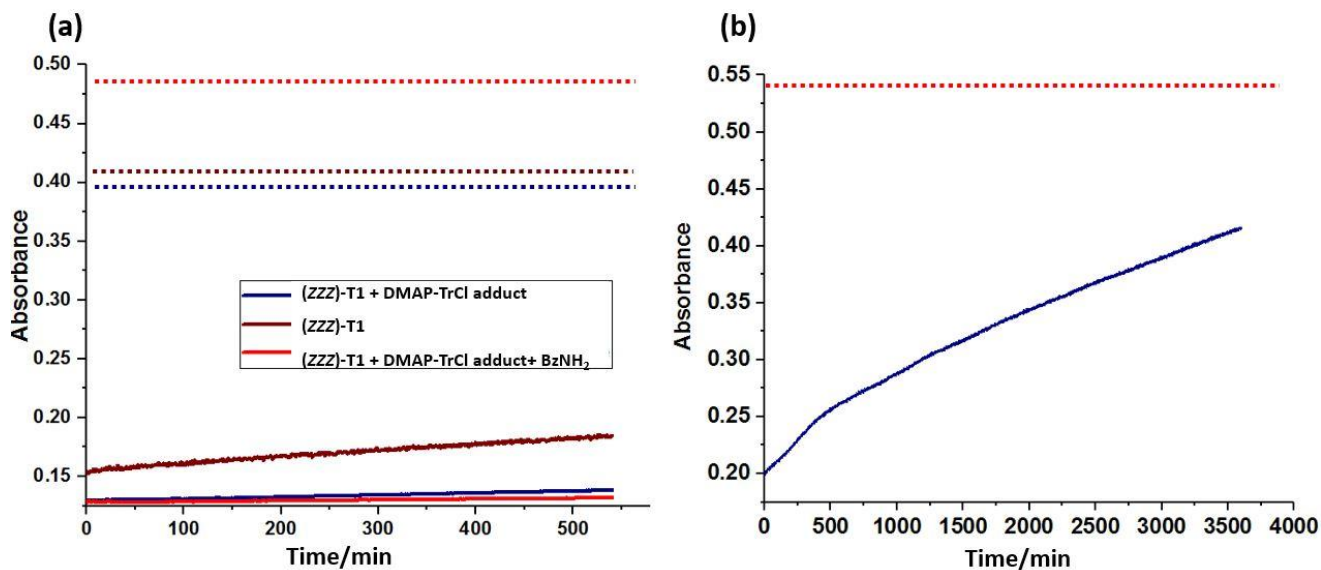 (a)
0.50
0.45
0.40
0.35
0.30
0.25
0.20
0.15
Absorbance
(ZZZ)-T1 + DMAP-TrCl adduct
(ZZZ)-T1
(ZZZ)-T1 + DMAP-TrCl adduct+ BzNH₂
0 100 200 300 400 500
Time/min
(b)
0.55
0.50
0.45
0.40
0.35
0.30
0.25
0.20
Absorbance
0 500 1000 1500 2000 2500 3000 3500 4000
Time/min